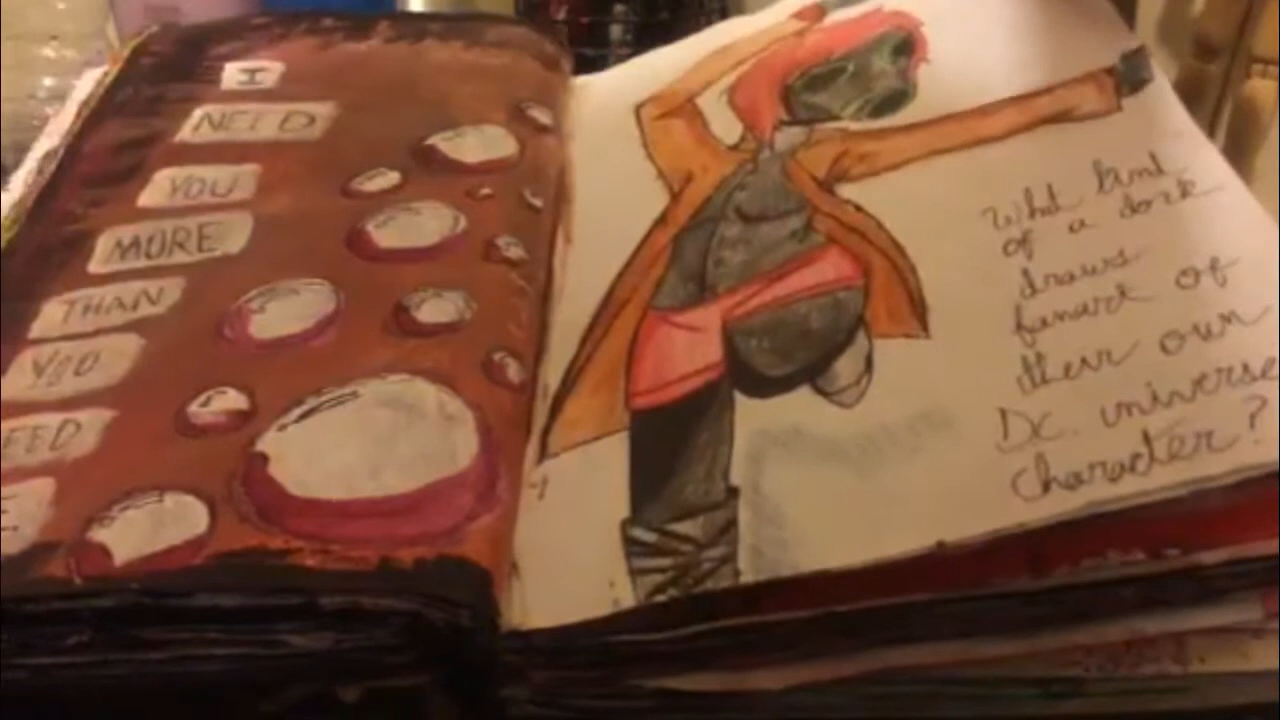 I
NEED
YOU
MORE
THAN
YOU
EED
E
What kind
of a dork
draws
fanart of
their own
DC. universe
character?